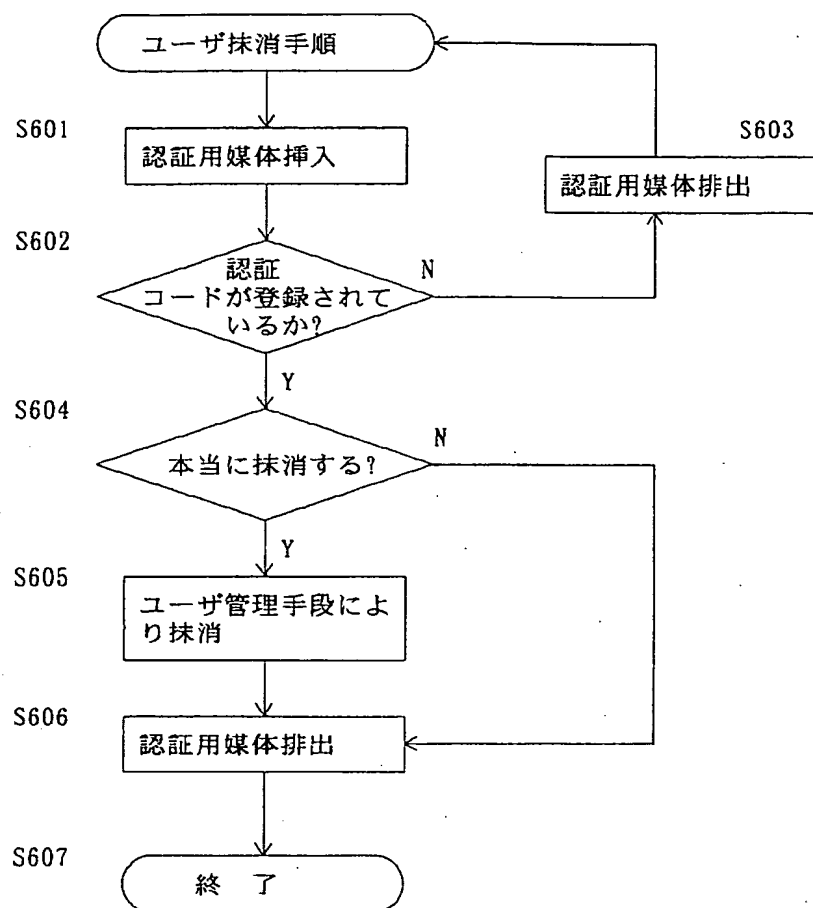 ユーザ抹消手順
S601
認証用媒体挿入
S603
認証用媒体排出
S602
認証
コードが登録されて
いるか?
N
Y
S604
本当に抹消する?
N
Y
S605
ユーザ管理手段によ
り抹消
S606
認証用媒体排出
S607
終 了